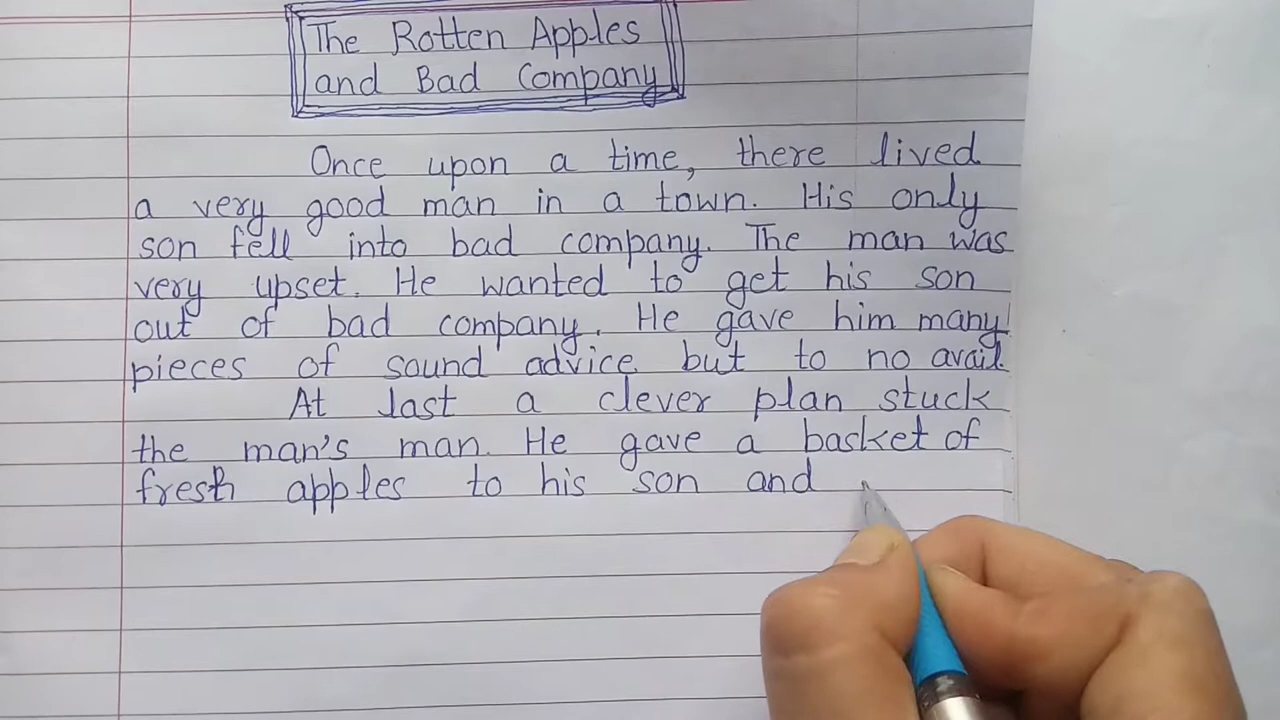 The Rotten Apples
and Bad Company
Once upon a time, there lived
a very good man in a town. His only
son fell into bad company. The man was
very upset. He wanted to get his son
out of bad company. He gave him many
pieces of sound advice but to no avail.
At last a clever plan stuck
the man's man. He gave a basket of
fresh apples to his son and